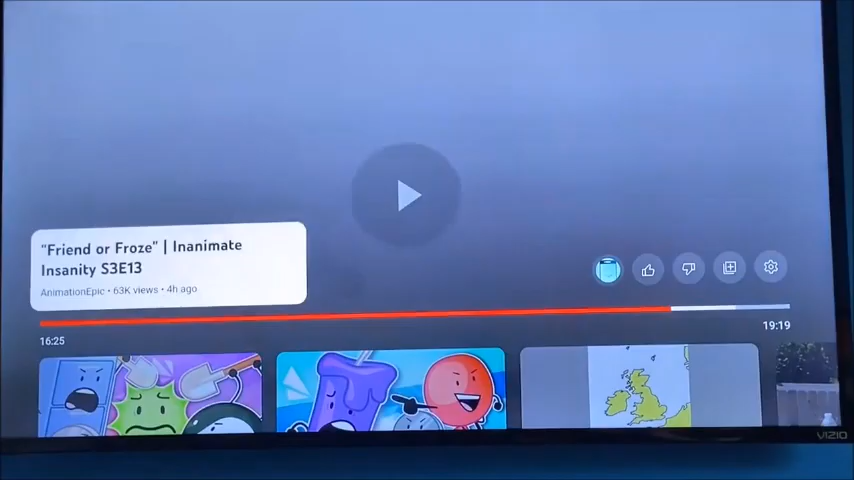 "Friend or Froze" | Inanimate
Insanity S3E13
AnimationEpic • 63K views • 4h ago
16:25
19:19
VIZIO